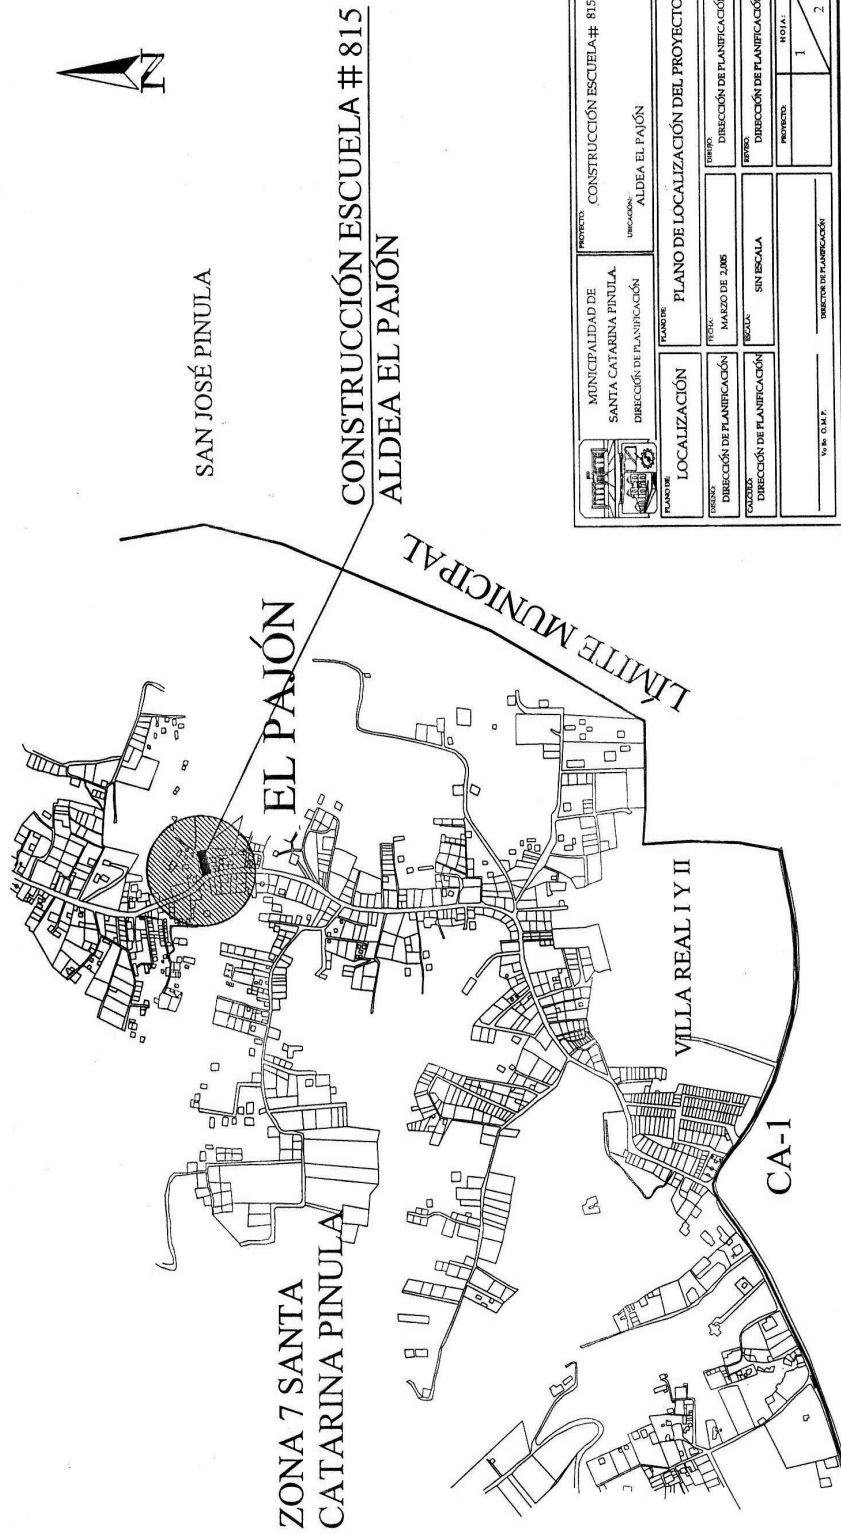 N
SAN JOSÉ PINULA
CONSTRUCCIÓN ESCUELA # 815
ALDEA EL PAJÓN
EL PAJÓN
LÍMITE MUNICIPAL
ZONA 7 SANTA
CATARINA PINULA
VILLA REAL I Y II
CA-1
MUNICIPALIDAD DE
SANTA CATARINA PINULA.
DIRECCIÓN DE PLANIFICACIÓN
PROYECTO:
CONSTRUCCIÓN ESCUELA # 815
UBICACIÓN:
ALDEA EL PAJÓN
PLANO DE:
LOCALIZACIÓN
PLANO DE:
PLANO DE LOCALIZACIÓN DEL PROYECTO
DISEÑO:
DIRECCIÓN DE PLANIFICACIÓN
FECHA:
MARZO DE 2,005
DIBUJO:
DIRECCIÓN DE PLANIFICACIÓN
CALCULO:
DIRECCIÓN DE PLANIFICACIÓN
ESCALA:
SIN ESCALA
REVISO:
DIRECCIÓN DE PLANIFICACIÓN
Vo Bo O.M.P.
DIRECTOR DE PLANIFICACIÓN
PROYECTO:
HOJA:
1
2